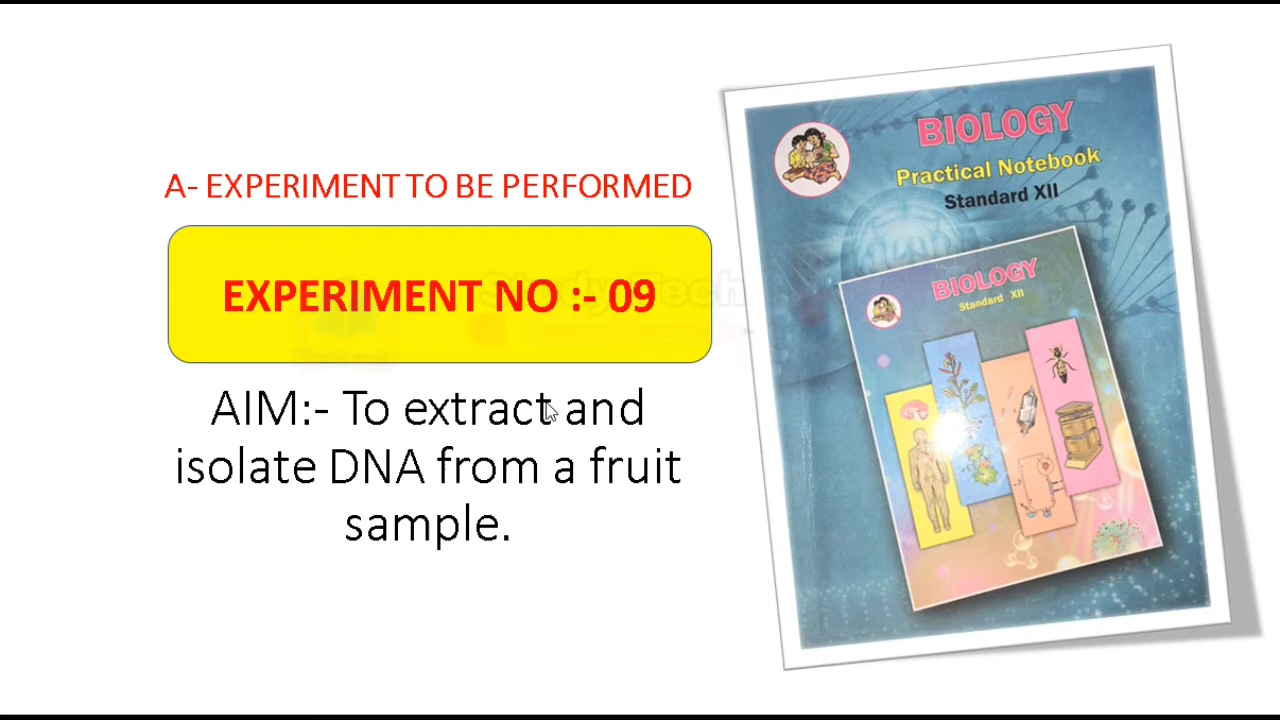 A- EXPERIMENT TO BE PERFORMED
EXPERIMENT NO :- 09
AIM:- To extract and
isolate DNA from a fruit
sample.
BIOLOGY
Practical Notebook
Standard XII
BIOLOGY
Standard XII